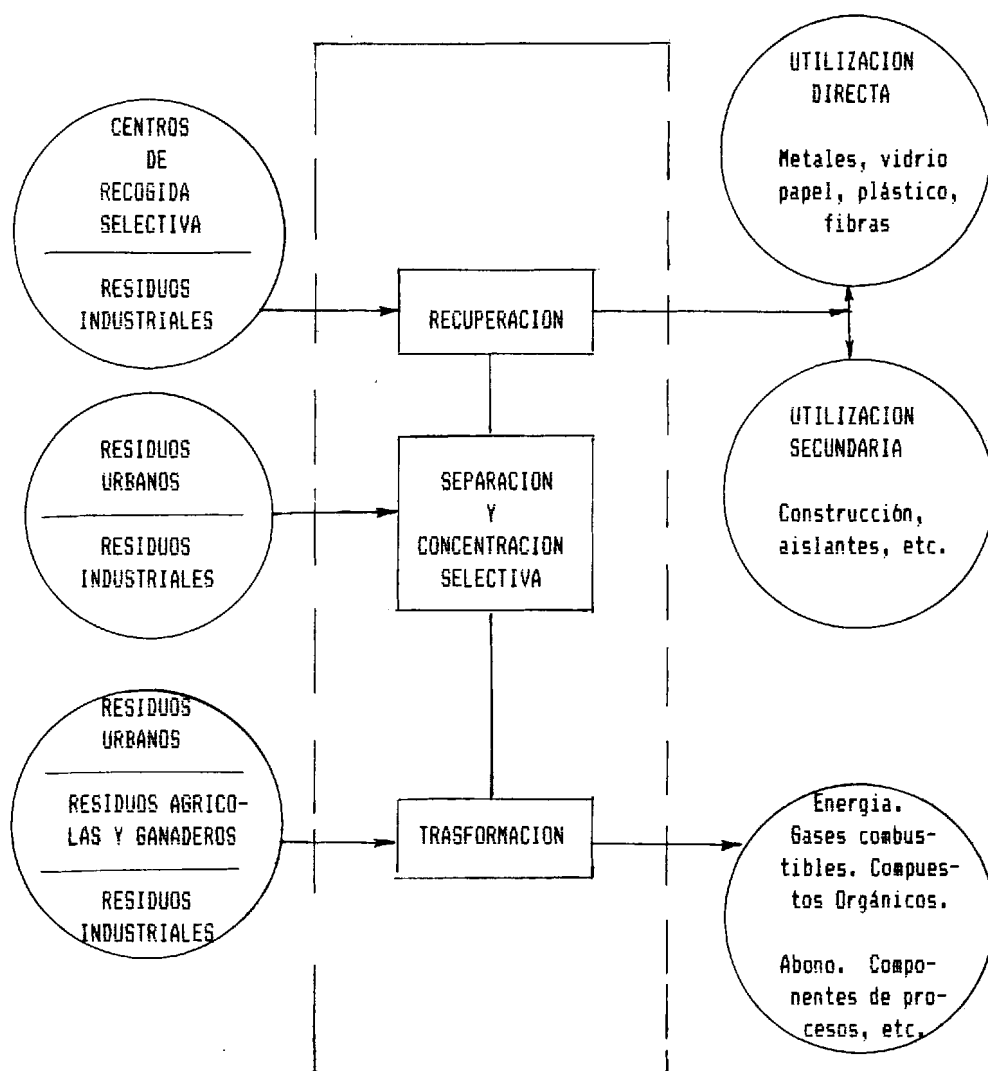 CENTROS
DE
RECOGIDA
SELECTIVA
RESIDUOS
INDUSTRIALES
RESIDUOS
URBANOS
RESIDUOS
INDUSTRIALES
RESIDUOS
URBANOS
RESIDUOS AGRICO-
LAS Y GANADEROS
RESIDUOS
INDUSTRIALES
RECUPERACION
SEPARACION
Y
CONCENTRACION
SELECTIVA
TRASFORMACION
UTILIZACION
DIRECTA
Metales, vidrio
papel, plástico,
fibras
UTILIZACION
SECUNDARIA
Construcción,
aislantes, etc.
Energia.
Gases combus-
tibles. Compues-
tos Orgánicos.
Abono. Compo-
nentes de pro-
cesos, etc.